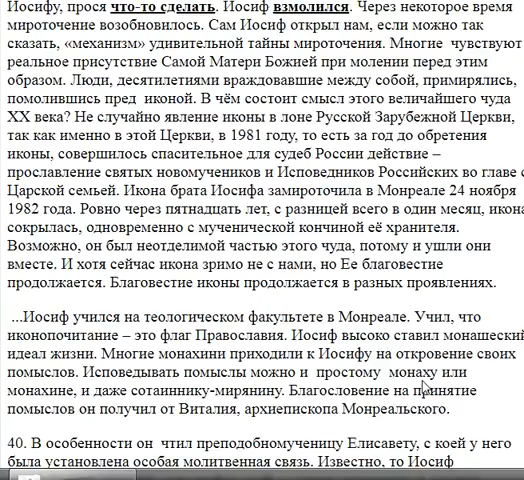 Иосифу, прося что-то сделать. Иосиф взмолился. Через некоторое время
мироточение возобновилось. Сам Иосиф открыл нам, если можно так
сказать, «механизм» удивительной тайны мироточения. Многие чувствуют
реальное присутствие Самой Матери Божией при молении перед этим
образом. Люди, десятилетиями враждовавшие между собой, примирялись,
помолившись пред иконой. В чём состоит смысл этого величайшего чуда
XX века? Не случайно явление иконы в лоне Русской Зарубежной Церкви,
так как именно в этой Церкви, в 1981 году, то есть за год до обретения
иконы, совершилось спасительное для судеб России действие –
прославление святых новомучеников и Исповедников Российских во главе с
Царской семьей. Икона брата Иосифа замироточила в Монреале 24 ноября
1982 года. Ровно через пятнадцать лет, с разницей всего в один месяц, икона
сокрылась, одновременно с мученической кончиной её хранителя.
Возможно, он был неотделимой частью этого чуда, потому и ушли они
вместе. И хотя сейчас икона зримо не с нами, но Ее благовестие
продолжается. Благовестие иконы продолжается в разных проявлениях.
...Иосиф учился на теологическом факультете в Монреале. Учил, что
иконопочитание – это флаг Православия. Иосиф высоко ставил монашеский
идеал жизни. Многие монахини приходили к Иосифу на откровение своих
помыслов. Исповедывать помыслы можно и простому монаху или
монахине, и даже сотаиннику-мирянину. Благословение на принятие
помыслов он получил от Виталия, архиепископа Монреальского.
40. В особенности он чтил преподобномученицу Елисавету, с коей у него
была установлена особая молитвенная связь. Известно, то Иосиф